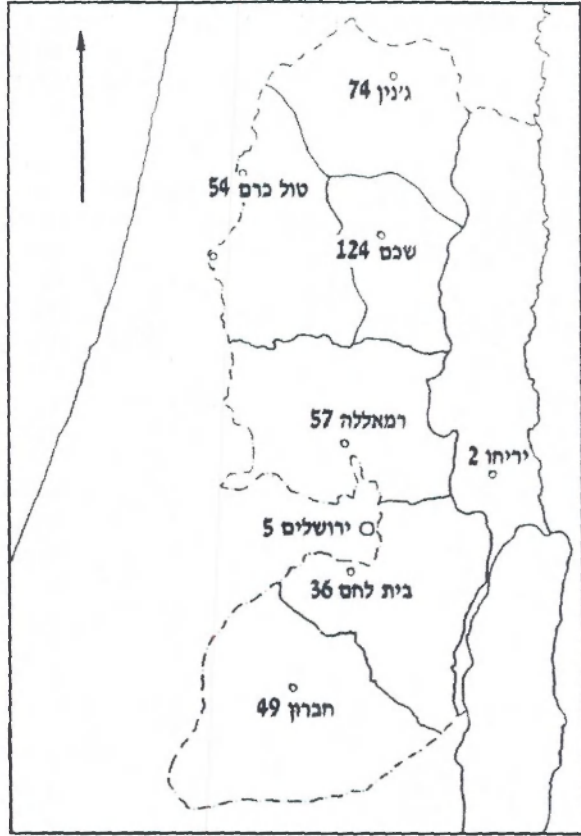 ג'נין 74
טול כרם 54
שכם 124
רמאללה 57
יריחו 2
ירושלים 5
בית לחם 36
חברון 49